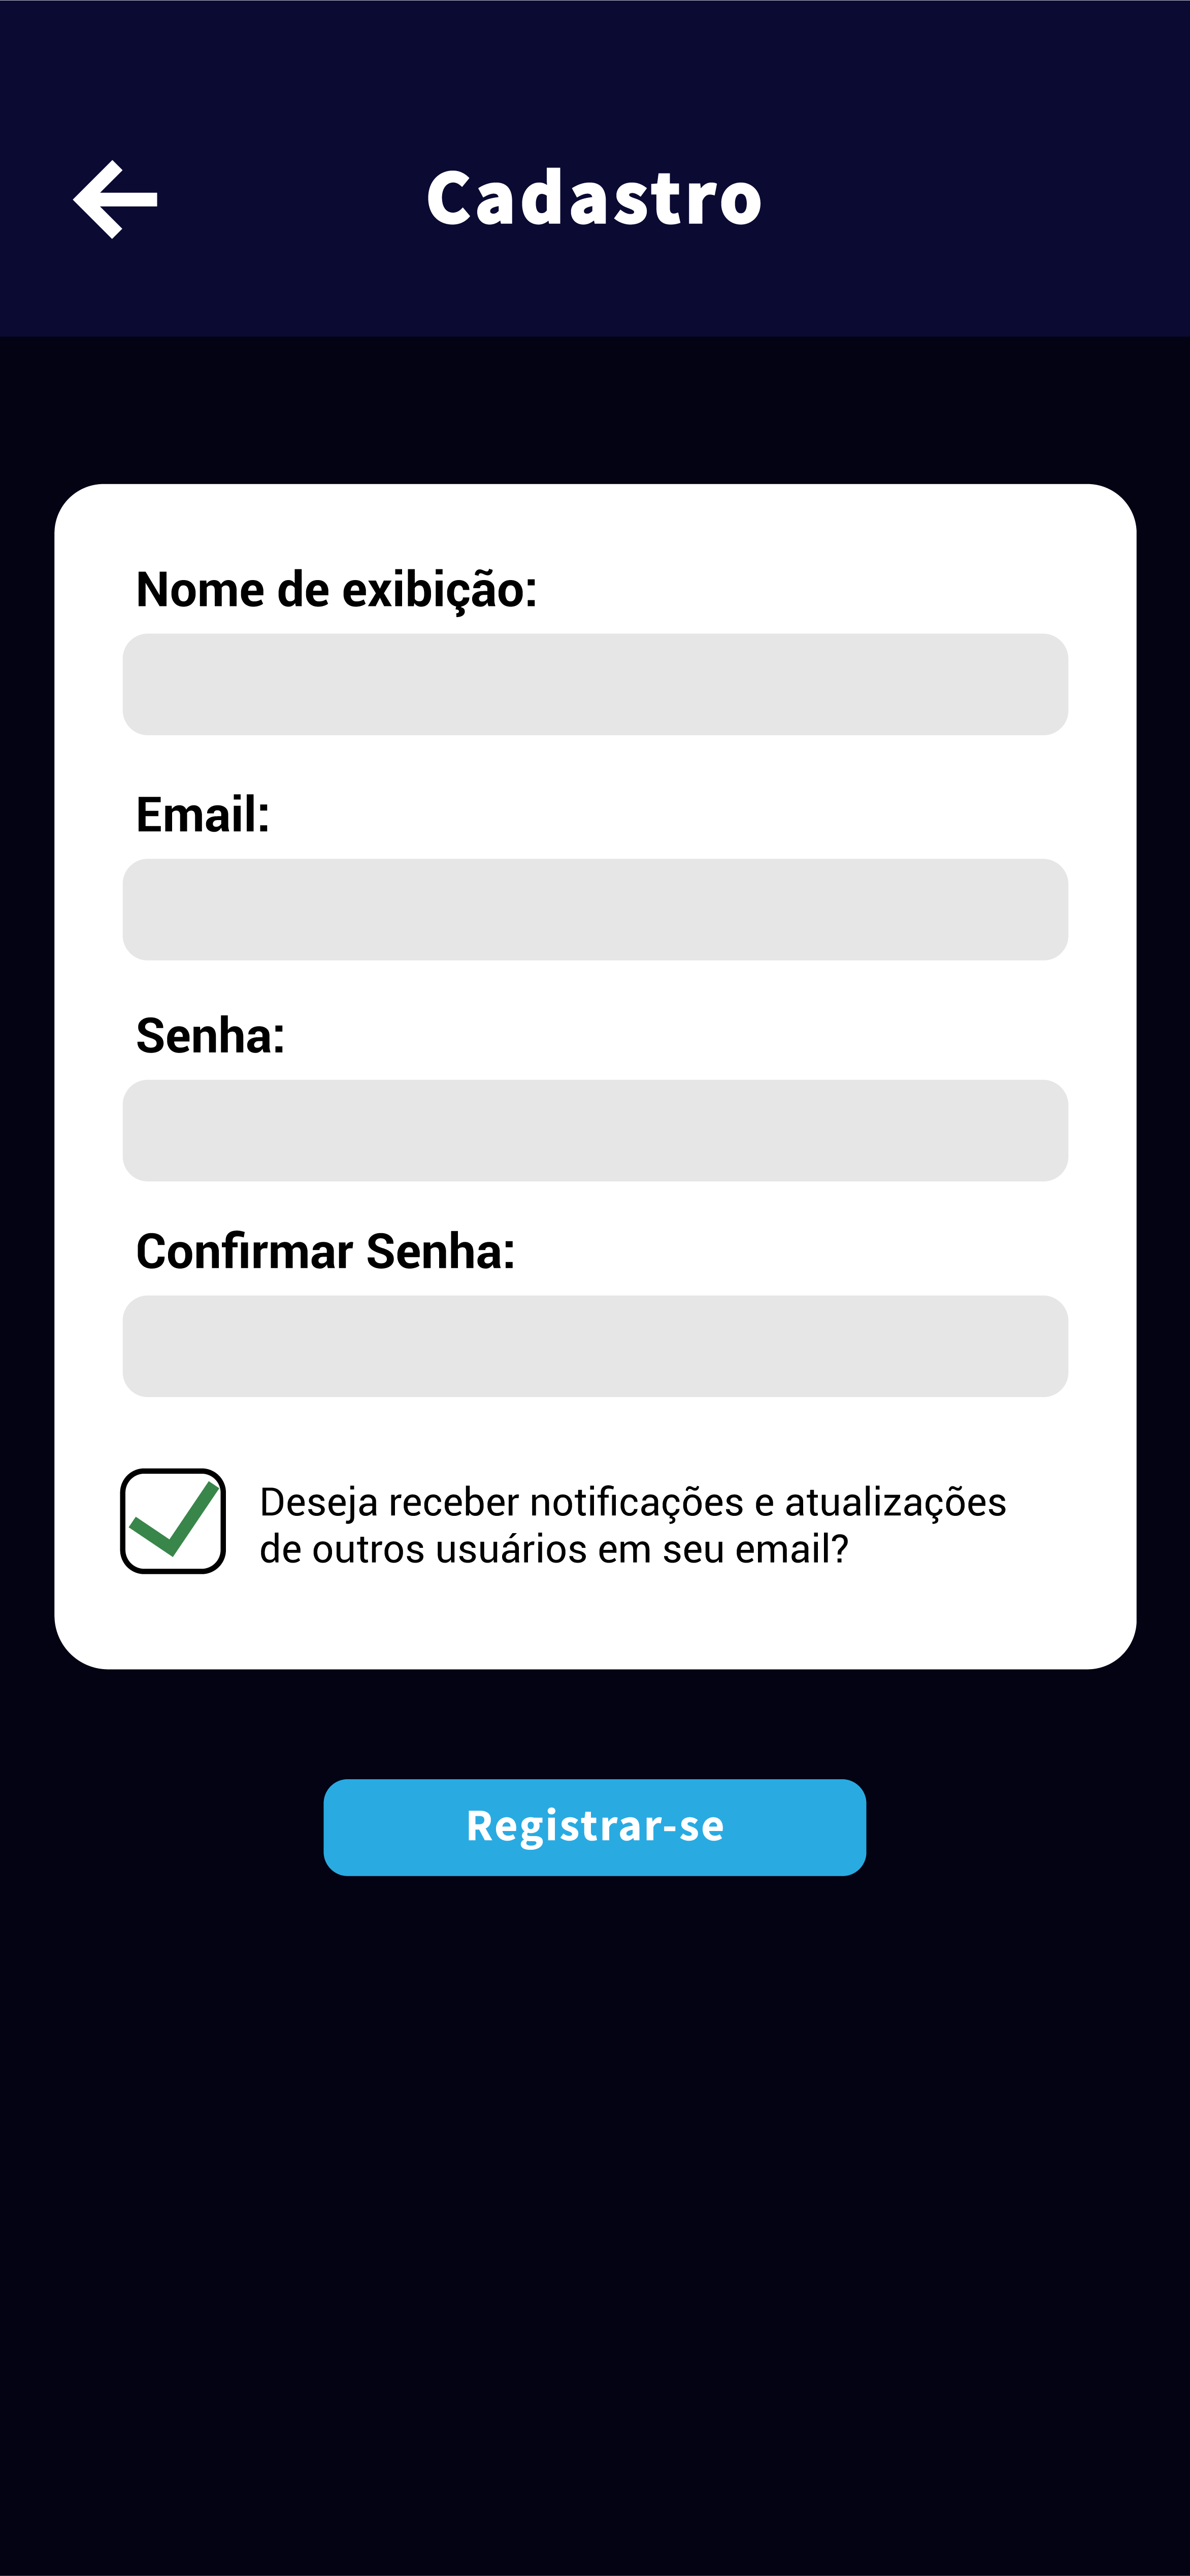 Cadastro
Nome de exibição:
Email:
Senha:
Confirmar Senha:
Deseja receber notificações e atualizações
de outros usuários em seu email?
Registrar-se